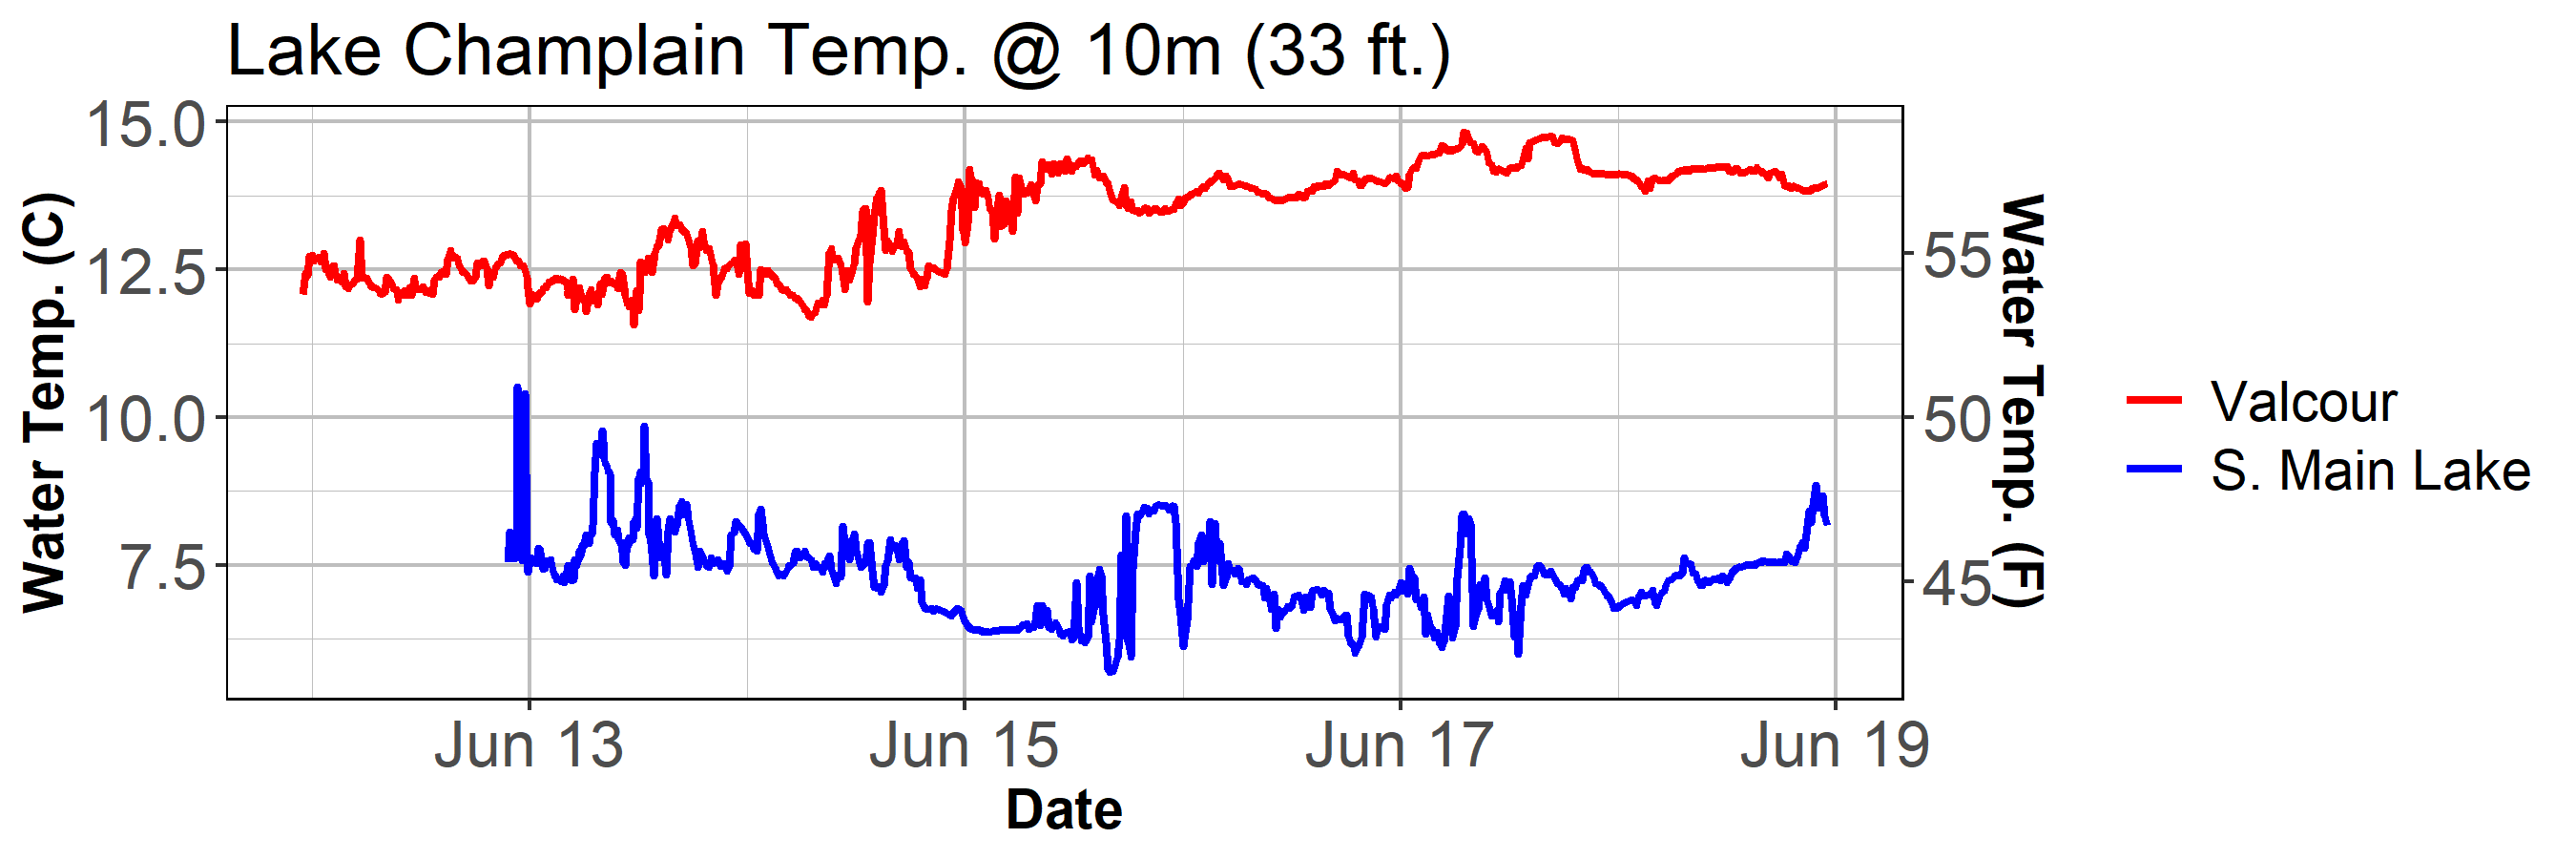 Lake Champlain Temp. @ 10m (33 ft.)
Water Temp. (C)
15.0
12.5
10.0
7.5
55
50
45
Water Temp. (F)
Jun 13
Jun 15
Jun 17
Jun 19
Date
Valcour
S. Main Lake